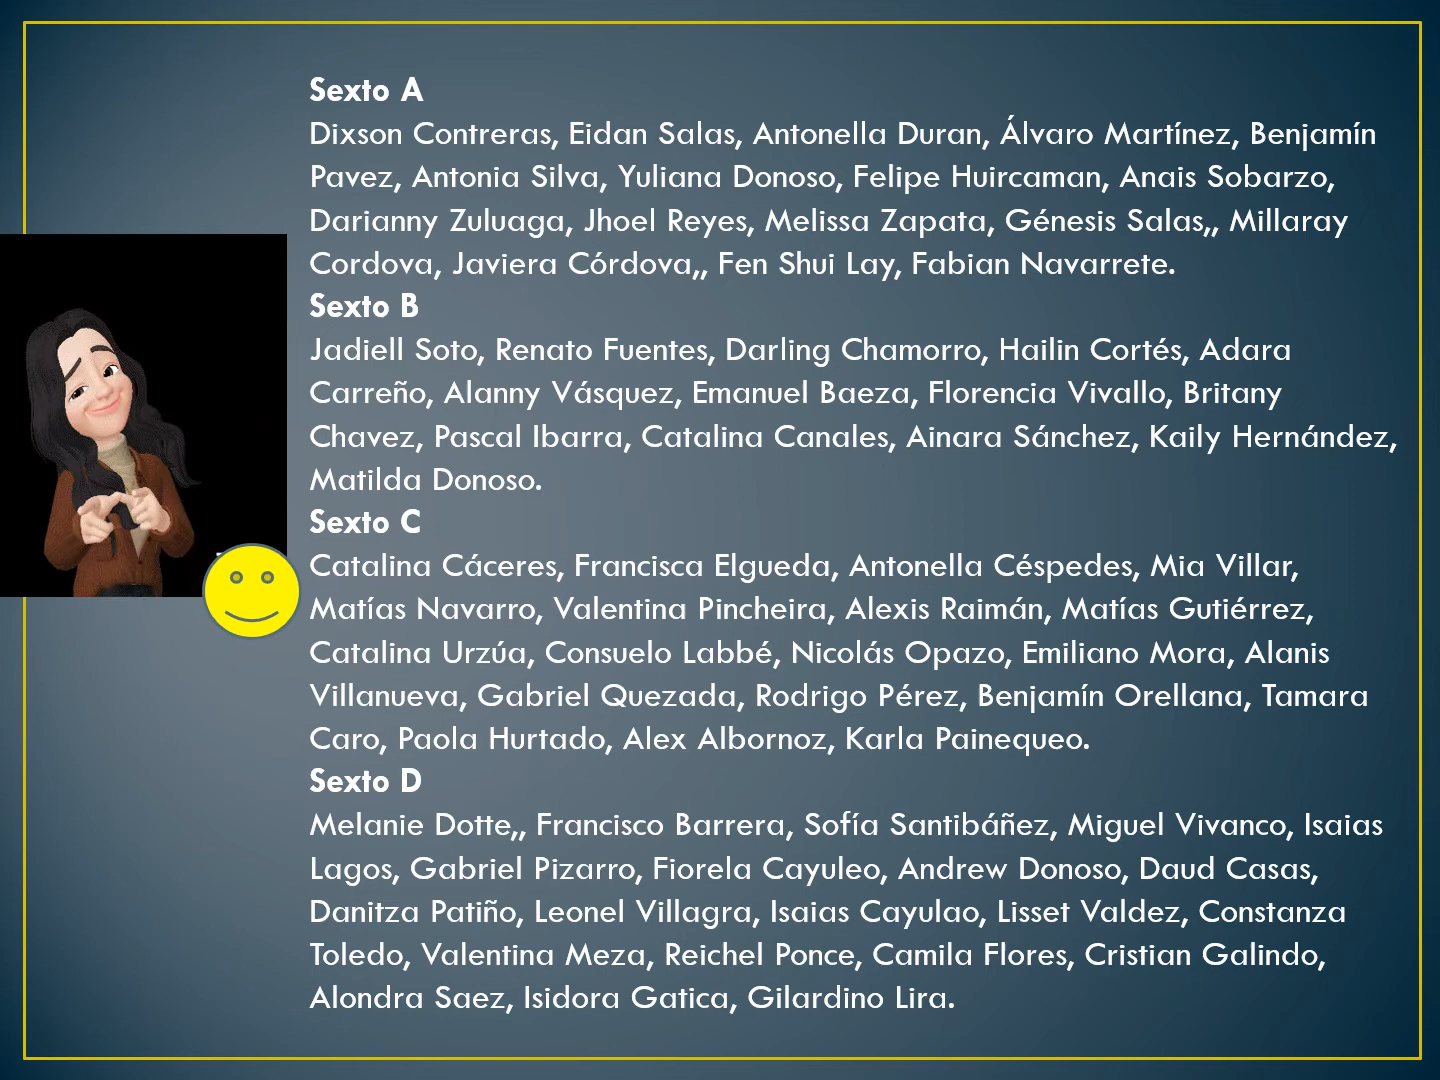 Sexto A
Dixson Contreras, Eidan Salas, Antonella Duran, Álvaro Martínez, Benjamín
Pavez, Antonia Silva, Yuliana Donoso, Felipe Huircaman, Anais Sobarzo,
Darianny Zuluaga, Jhoel Reyes, Melissa Zapata, Génesis Salas,, Millaray
Cordova, Javiera Córdova,, Fen Shui Lay, Fabian Navarrete.
Sexto B
Jadiell Soto, Renato Fuentes, Darling Chamorro, Hailin Cortés, Adara
Carreño, Alanny Vásquez, Emanuel Baeza, Florencia Vivallo, Britany
Chavez, Pascal Ibarra, Catalina Canales, Ainara Sánchez, Kaily Hernández,
Matilda Donoso.
Sexto C
Catalina Cáceres, Francisca Elgueda, Antonella Céspedes, Mia Villar,
Matías Navarro, Valentina Pincheira, Alexis Raimán, Matías Gutiérrez,
Catalina Urzúa, Consuelo Labbé, Nicolás Opazo, Emiliano Mora, Alanis
Villanueva, Gabriel Quezada, Rodrigo Pérez, Benjamín Orellana, Tamara
Caro, Paola Hurtado, Alex Albornoz, Karla Painequeo.
Sexto D
Melanie Dotte,, Francisco Barrera, Sofía Santibáñez, Miguel Vivanco, Isaias
Lagos, Gabriel Pizarro, Fiorela Cayuleo, Andrew Donoso, Daud Casas,
Danitza Patiño, Leonel Villagra, Isaias Cayulao, Lisset Valdez, Constanza
Toledo, Valentina Meza, Reichel Ponce, Camila Flores, Cristian Galindo,
Alondra Saez, Isidora Gatica, Gilardino Lira.